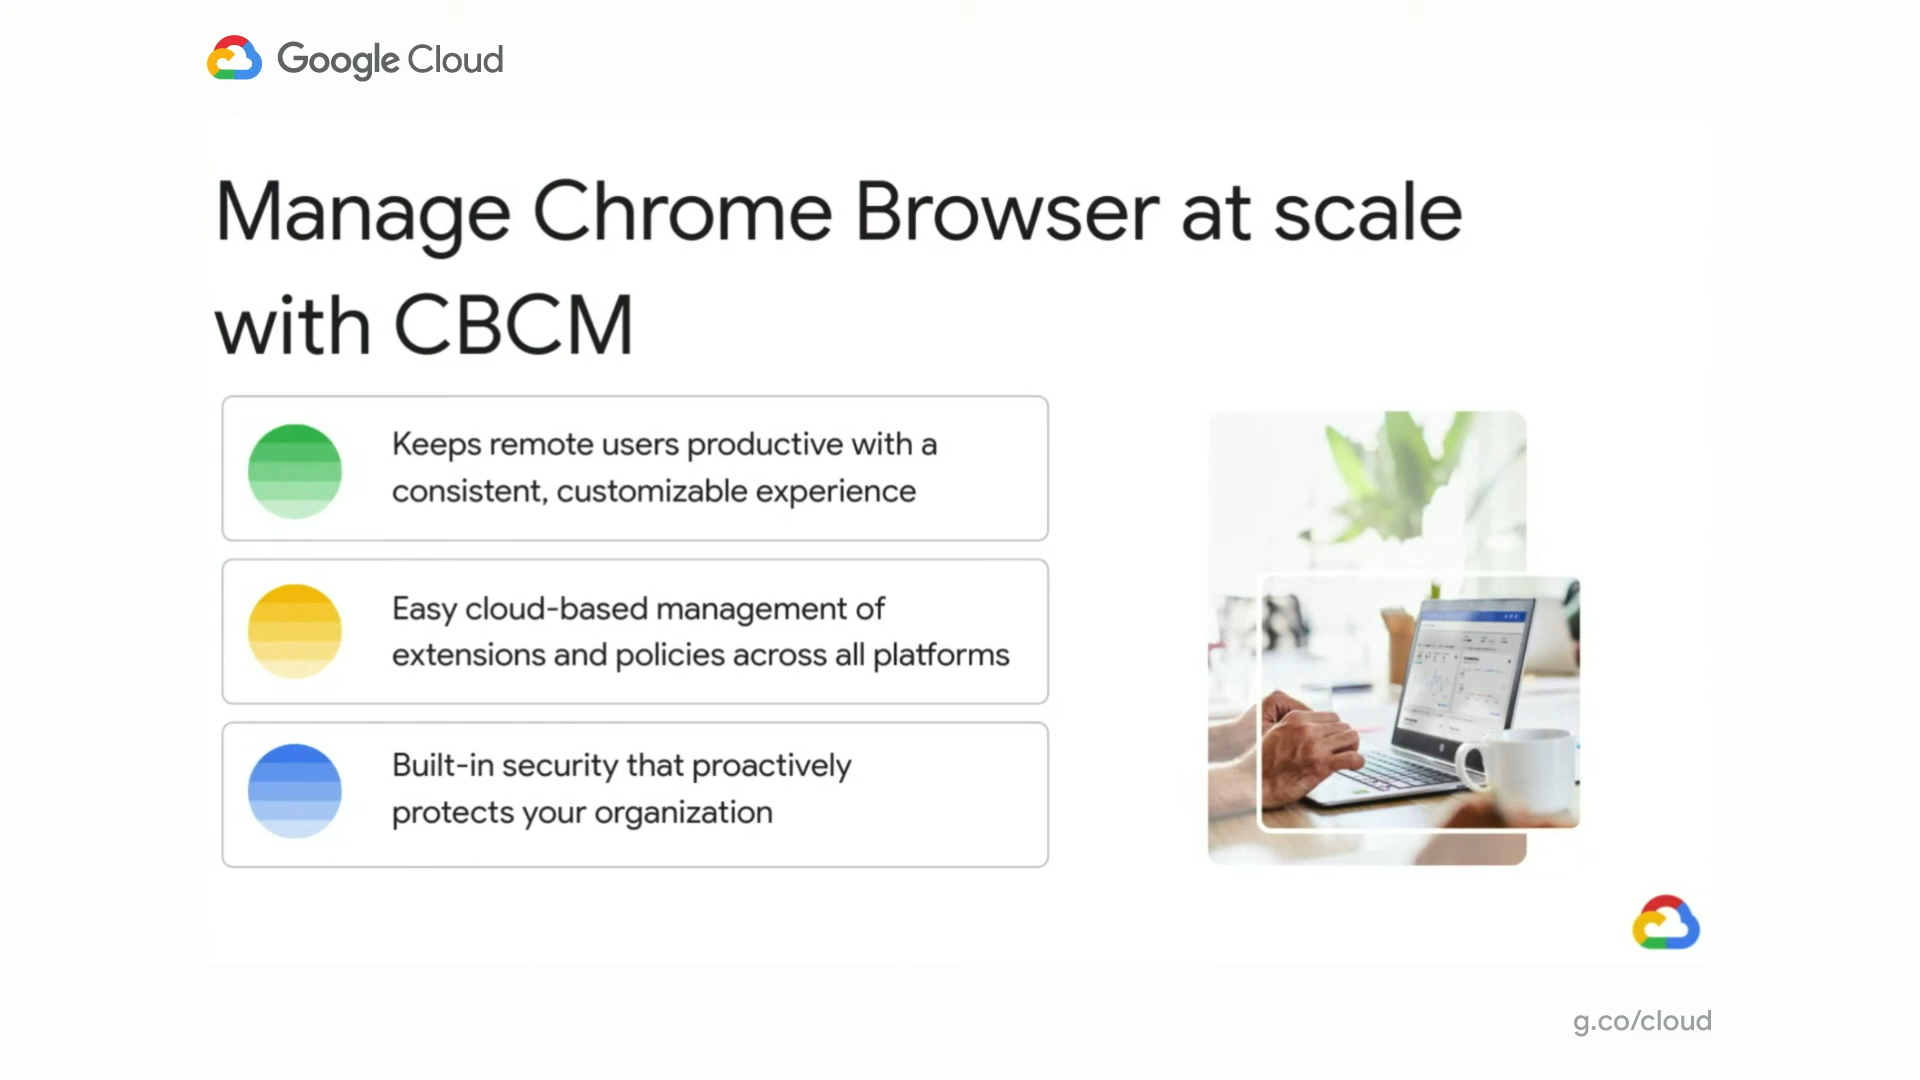 Google Cloud
Manage Chrome Browser at scale
with CBCM
Keeps remote users productive with a
consistent, customizable experience
Easy cloud-based management of
extensions and policies across all platforms
Built-in security that proactively
protects your organization
g.co/cloud